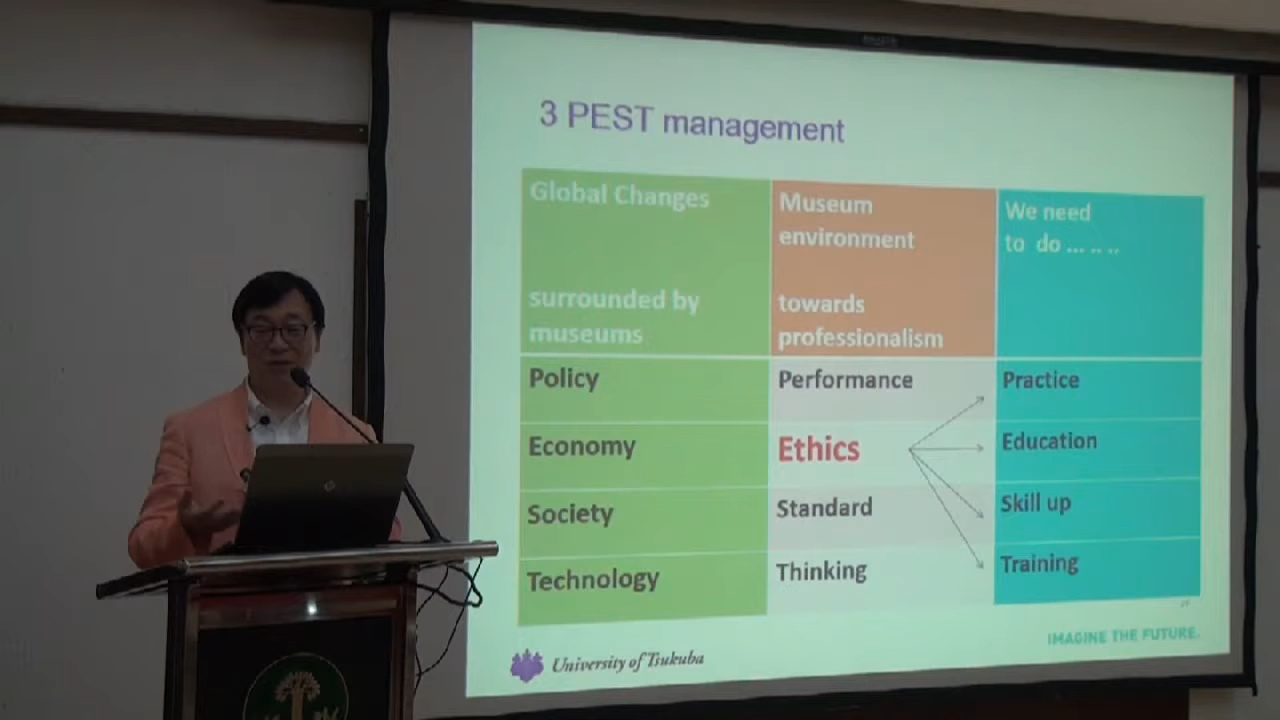 3 PEST management
Global Changes
surrounded by
museums
Museum
environment
towards
professionalism
We need
to do ... .. ..
Policy
Performance
Practice
Economy
Ethics
Education
Society
Standard
Skill up
Technology
Thinking
Training
IMAGINE THE FUTURE.
University of Tsukuba